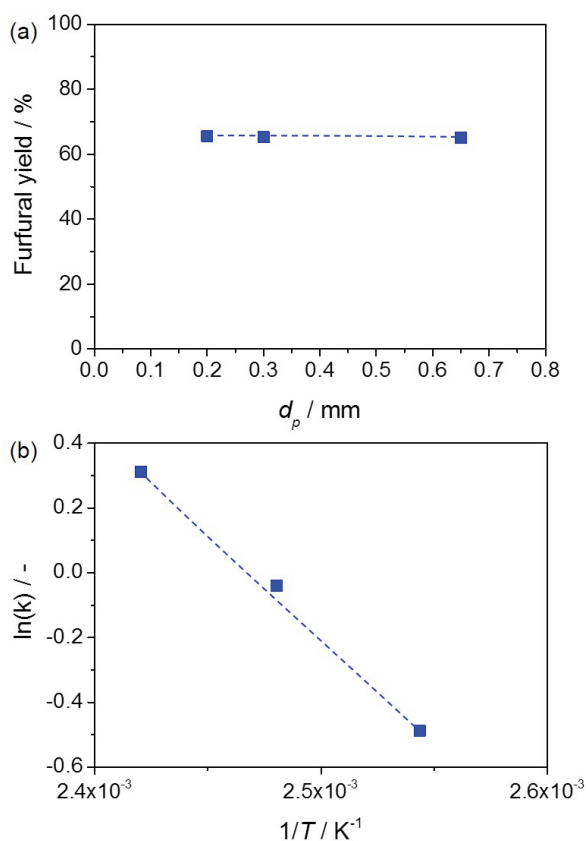 (a)
Furfural yield / %
100
80
60
40
20
0
0.0 0.1 0.2 0.3 0.4 0.5 0.6 0.7 0.8
d_p / mm
(b)
ln(k) / -
0.4
0.2
0.0
-0.2
-0.4
-0.6
2.4x10⁻³ 2.5x10⁻³ 2.6x10⁻³
1/T / K⁻¹